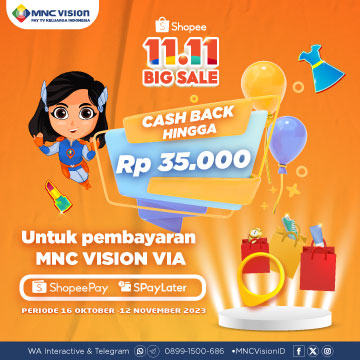 MNC VISION
PAY TV KELUARGA INDONESIA
Shopee
11.11
BIG SALE
CASH BACK
HINGGA
Rp 35.000
Untuk pembayaran
MNC VISION VIA
ShopeePay SPayLater
PERIODE 16 OKTOBER -12 NOVEMBER 2023
WA Interactive & Telegram 0899-1500-686 •MNCVisionID